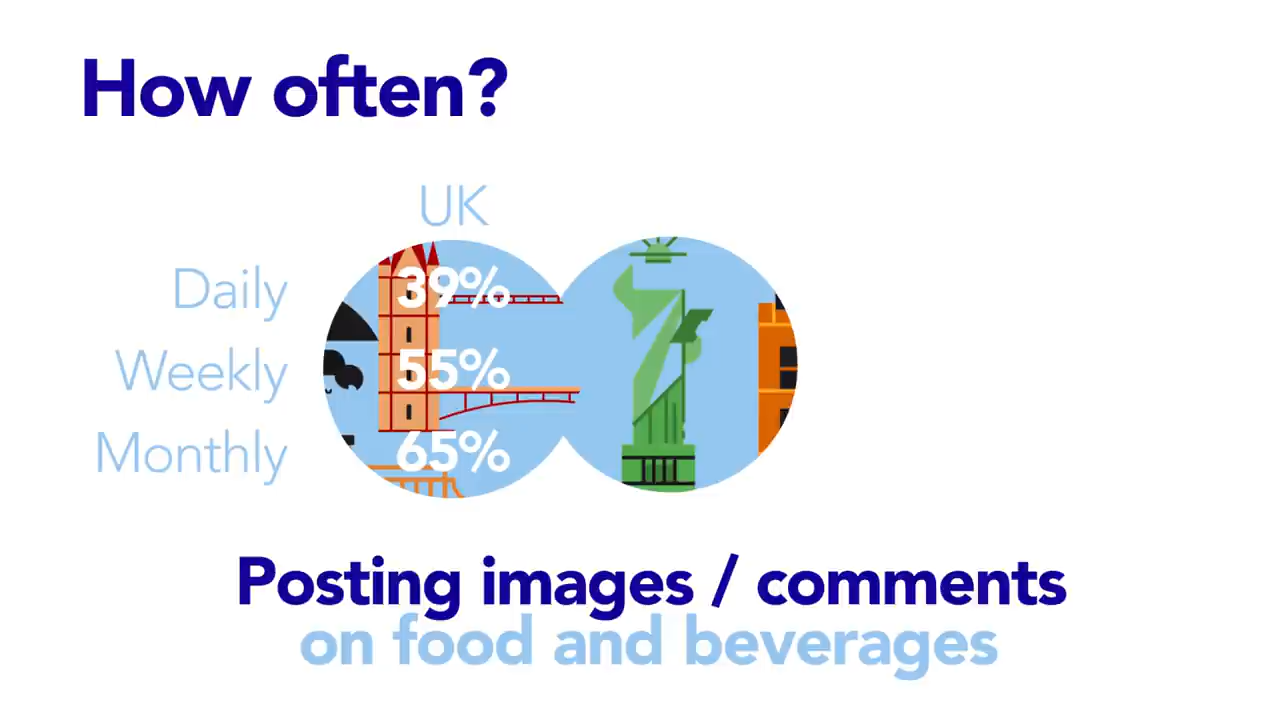 How often?
UK
Daily 39%
Weekly 55%
Monthly 65%
Posting images / comments
on food and beverages